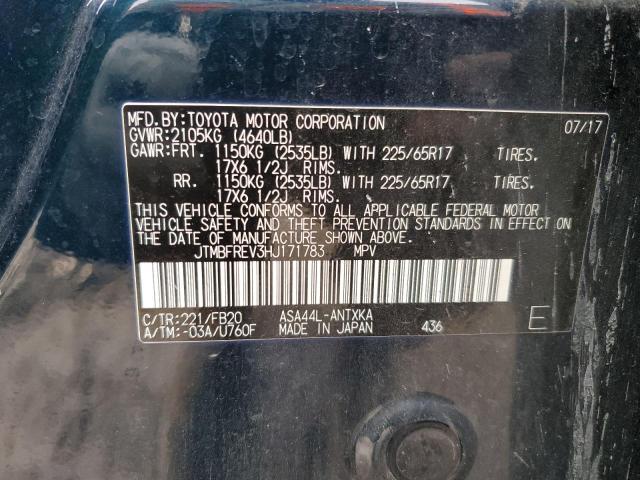 MFD.BY:TOYOTA MOTOR CORPORATION 07/17
GVWR:2105KG (4640LB)
GAWR:FRT. 1150KG (2535LB) WITH 225/65R17 TIRES.
17X6 1/2J RIMS.
RR. 1150KG (2535LB) WITH 225/65R17 TIRES.
17X6 1/2J RIMS.
THIS VEHICLE CONFORMS TO ALL APPLICABLE FEDERAL MOTOR
VEHICLE SAFETY AND THEFT PREVENTION STANDARDS IN EFFECT
ON THE DATE OF MANUFACTURE SHOWN ABOVE.
JTMBFREV3HJ171783 MPV
C/TR:221/FB20 ASA44L-ANTXKA
A/TM:-03A/U760F MADE IN JAPAN 436 E